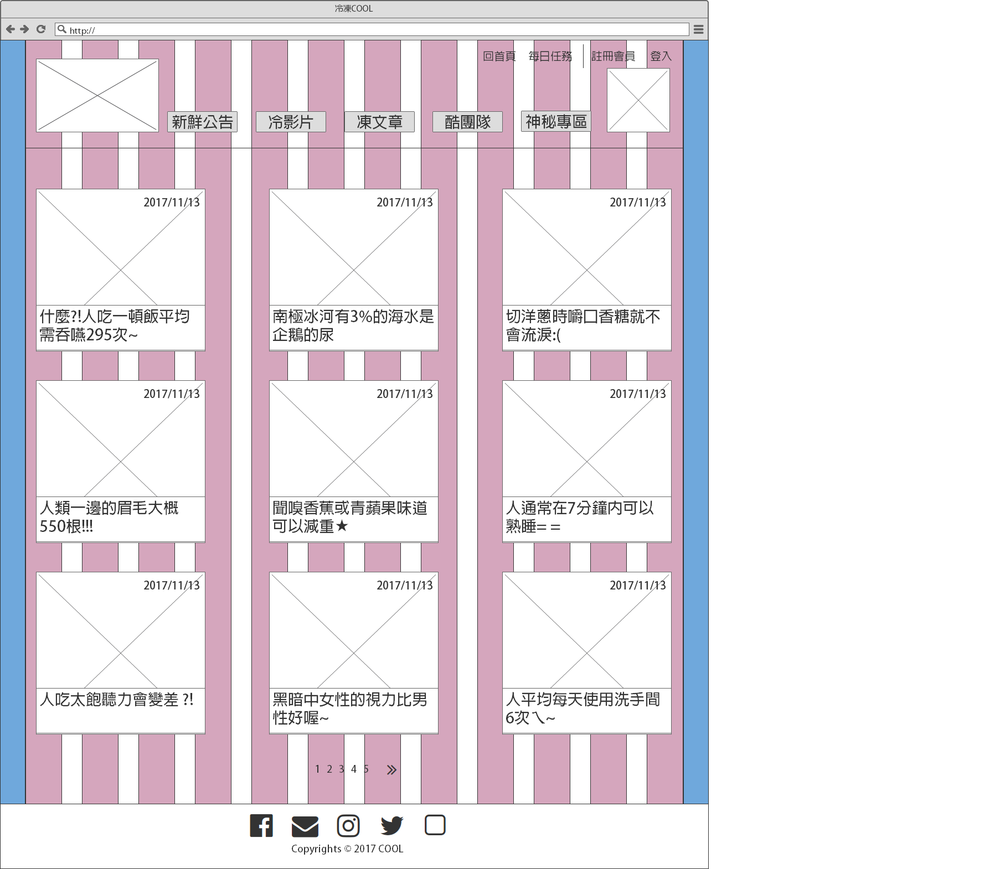 冷凍COOL
http://
回首頁 每日任務 註冊會員 登入
新鮮公告 冷影片 凍文章 酷團隊 神秘專區
2017/11/13 2017/11/13 2017/11/13
什麼?!人吃一頓飯平均
需吞嚥295次~
南極冰河有3%的海水是
企鵝的尿
切洋蔥時嚼囗香糖就不
會流淚:(
2017/11/13 2017/11/13 2017/11/13
人類一邊的眉毛大概
550根!!!
聞嗅香蕉或青蘋果味道
可以減重★
人通常在7分鐘內可以
熟睡= =
2017/11/13 2017/11/13 2017/11/13
人吃太飽聽力會變差 ?!
黑暗中女性的視力比男
性好喔~
人平均每天使用洗手間
6次ㄟ~
1 2 3 4 5 »
Copyrights © 2017 COOL